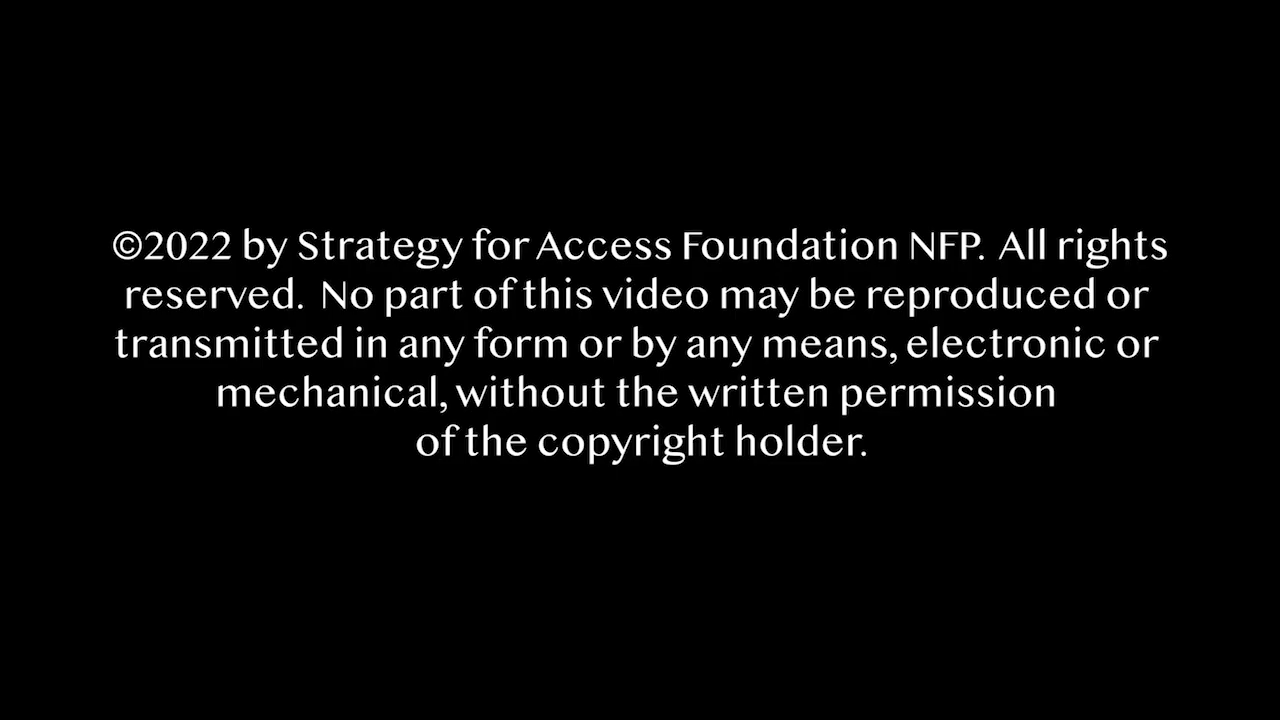 ©2022 by Strategy for Access Foundation NFP.  All rights
reserved.  No part of this video may be reproduced or
transmitted in any form or by any means, electronic or
mechanical, without the written permission
of the copyright holder.